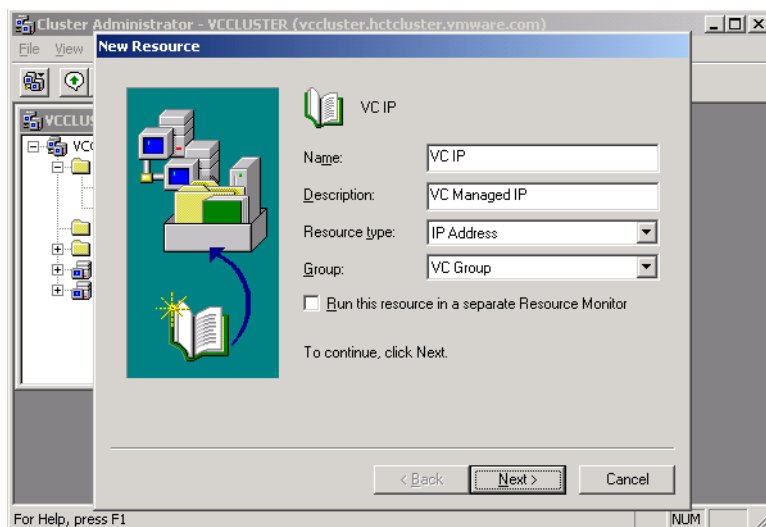 Cluster Administrator - VCCLUSTER (vccluster.hctcluster.vmware.com)
File View
New Resource
VCCLUS
VC IP
Name: VC IP
Description: VC Managed IP
Resource type: IP Address
Group: VC Group
Run this resource in a separate Resource Monitor
To continue, click Next.
< Back Next > Cancel
For Help, press F1 NUM